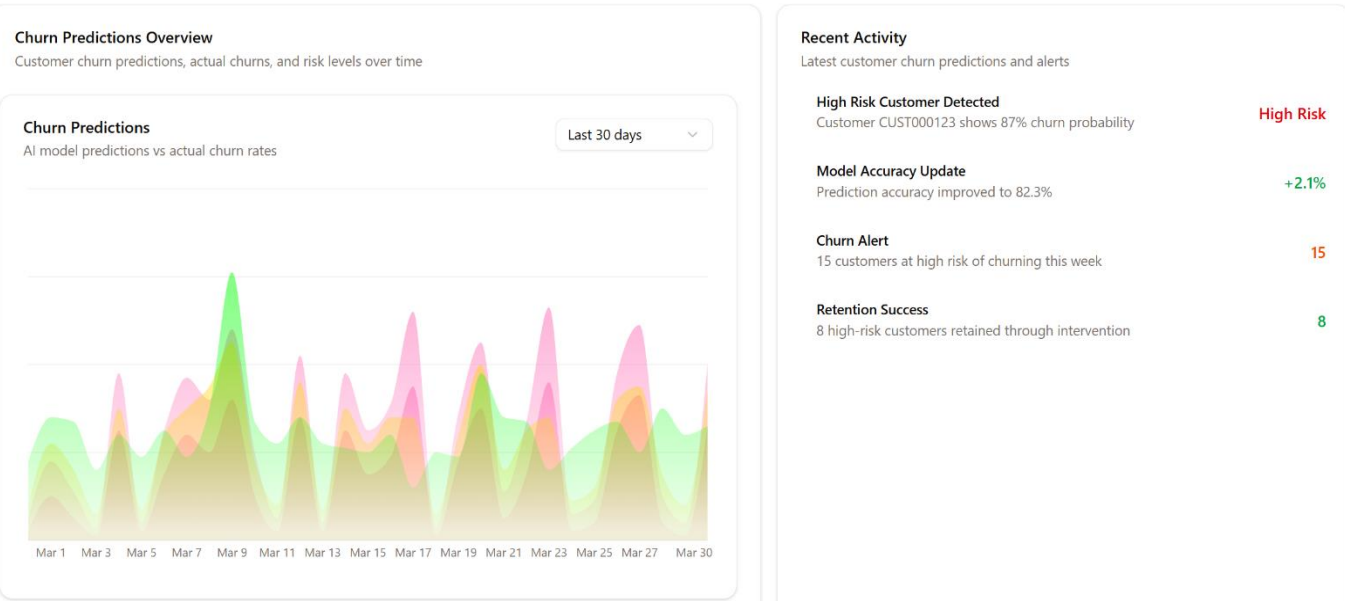 Churn Predictions Overview
Customer churn predictions, actual churns, and risk levels over time
Churn Predictions
AI model predictions vs actual churn rates
Last 30 days
Mar 1 Mar 3 Mar 5 Mar 7 Mar 9 Mar 11 Mar 13 Mar 15 Mar 17 Mar 19 Mar 21 Mar 23 Mar 25 Mar 27 Mar 30
Recent Activity
Latest customer churn predictions and alerts
High Risk Customer Detected
Customer CUST000123 shows 87% churn probability
High Risk
Model Accuracy Update
Prediction accuracy improved to 82.3%
+2.1%
Churn Alert
15 customers at high risk of churning this week
15
Retention Success
8 high-risk customers retained through intervention
8